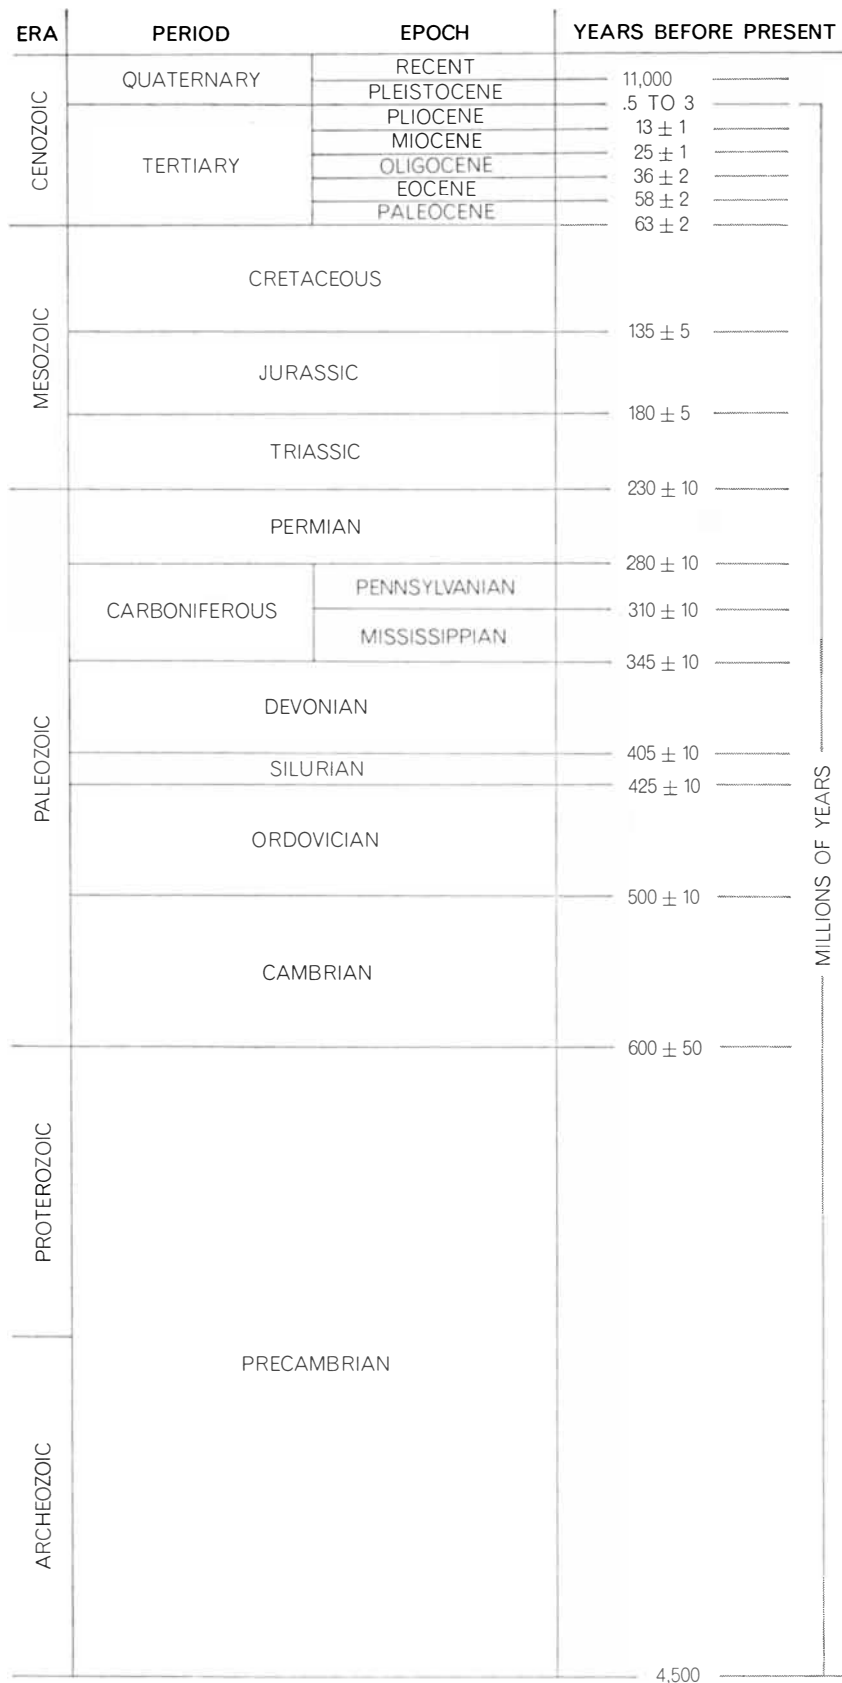 ERA PERIOD EPOCH YEARS BEFORE PRESENT
CENOZOIC
QUATERNARY
RECENT
11,000
PLEISTOCENE
.5 TO 3
TERTIARY
PLIOCENE
13 ± 1
MIOCENE
25 ± 1
OLIGOCENE
36 ± 2
EOCENE
58 ± 2
PALEOCENE
63 ± 2
MESOZOIC
CRETACEOUS
135 ± 5
JURASSIC
180 ± 5
TRIASSIC
230 ± 10
PALEOZOIC
PERMIAN
280 ± 10
CARBONIFEROUS
PENNSYLVANIAN
310 ± 10
MISSISSIPPIAN
345 ± 10
DEVONIAN
405 ± 10
SILURIAN
425 ± 10
ORDOVICIAN
500 ± 10
CAMBRIAN
600 ± 50
PROTEROZOIC
PRECAMBRIAN
ARCHEOZOIC
4,500
MILLIONS OF YEARS